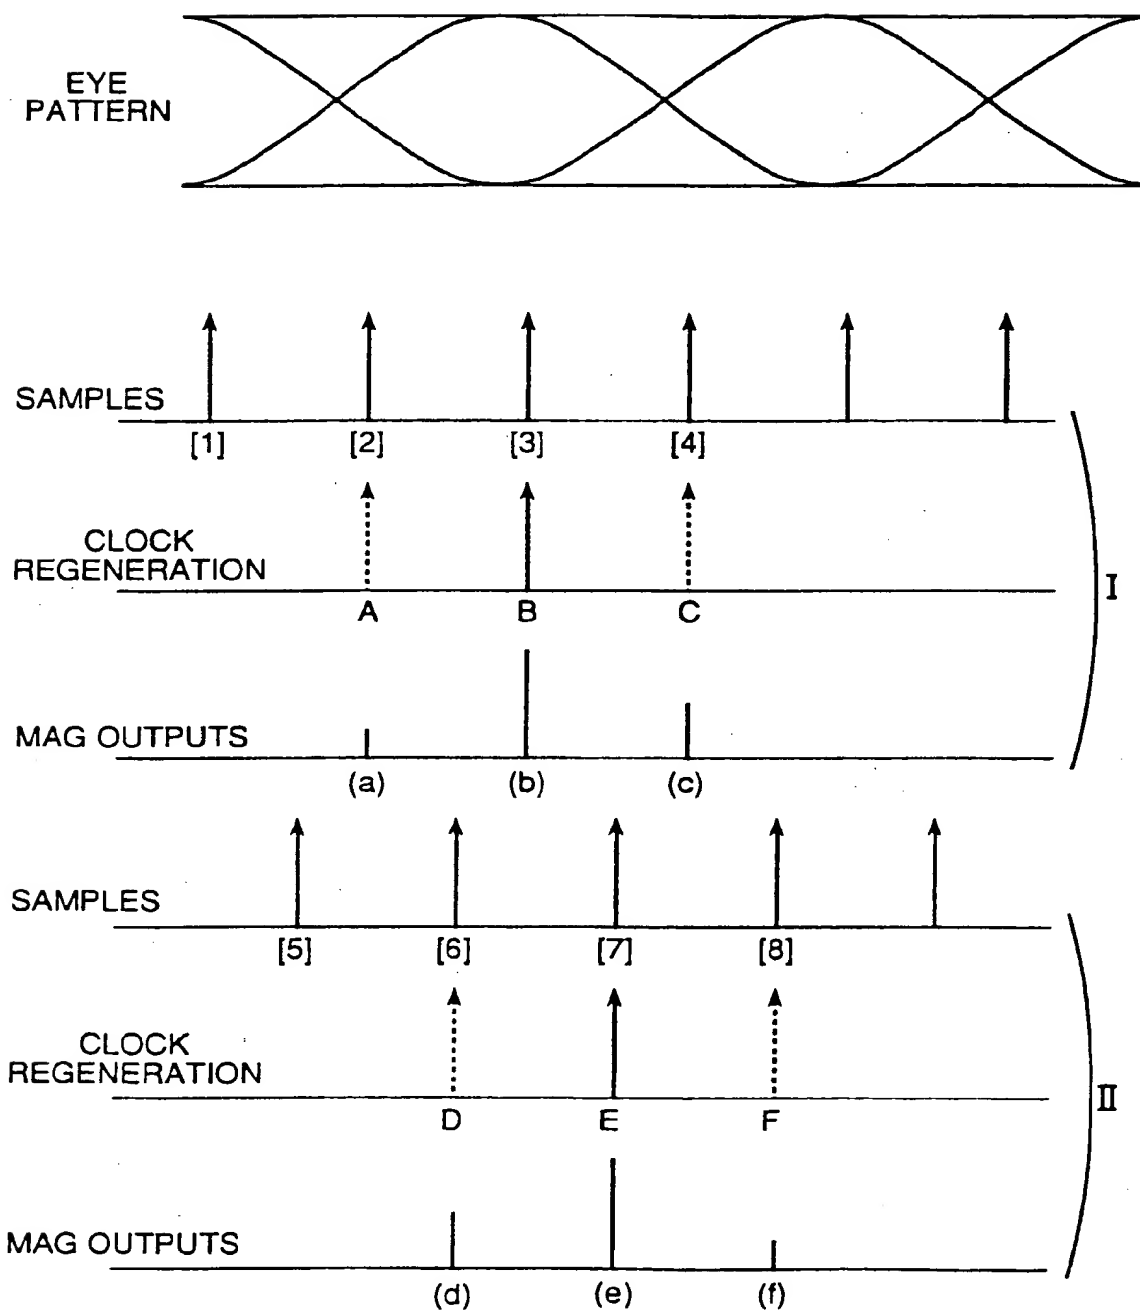 EYE
PATTERN
SAMPLES
[1] [2] [3] [4]
CLOCK
REGENERATION
A B C
I
MAG OUTPUTS
(a) (b) (c)
SAMPLES
[5] [6] [7] [8]
CLOCK
REGENERATION
D E F
II
MAG OUTPUTS
(d) (e) (f)